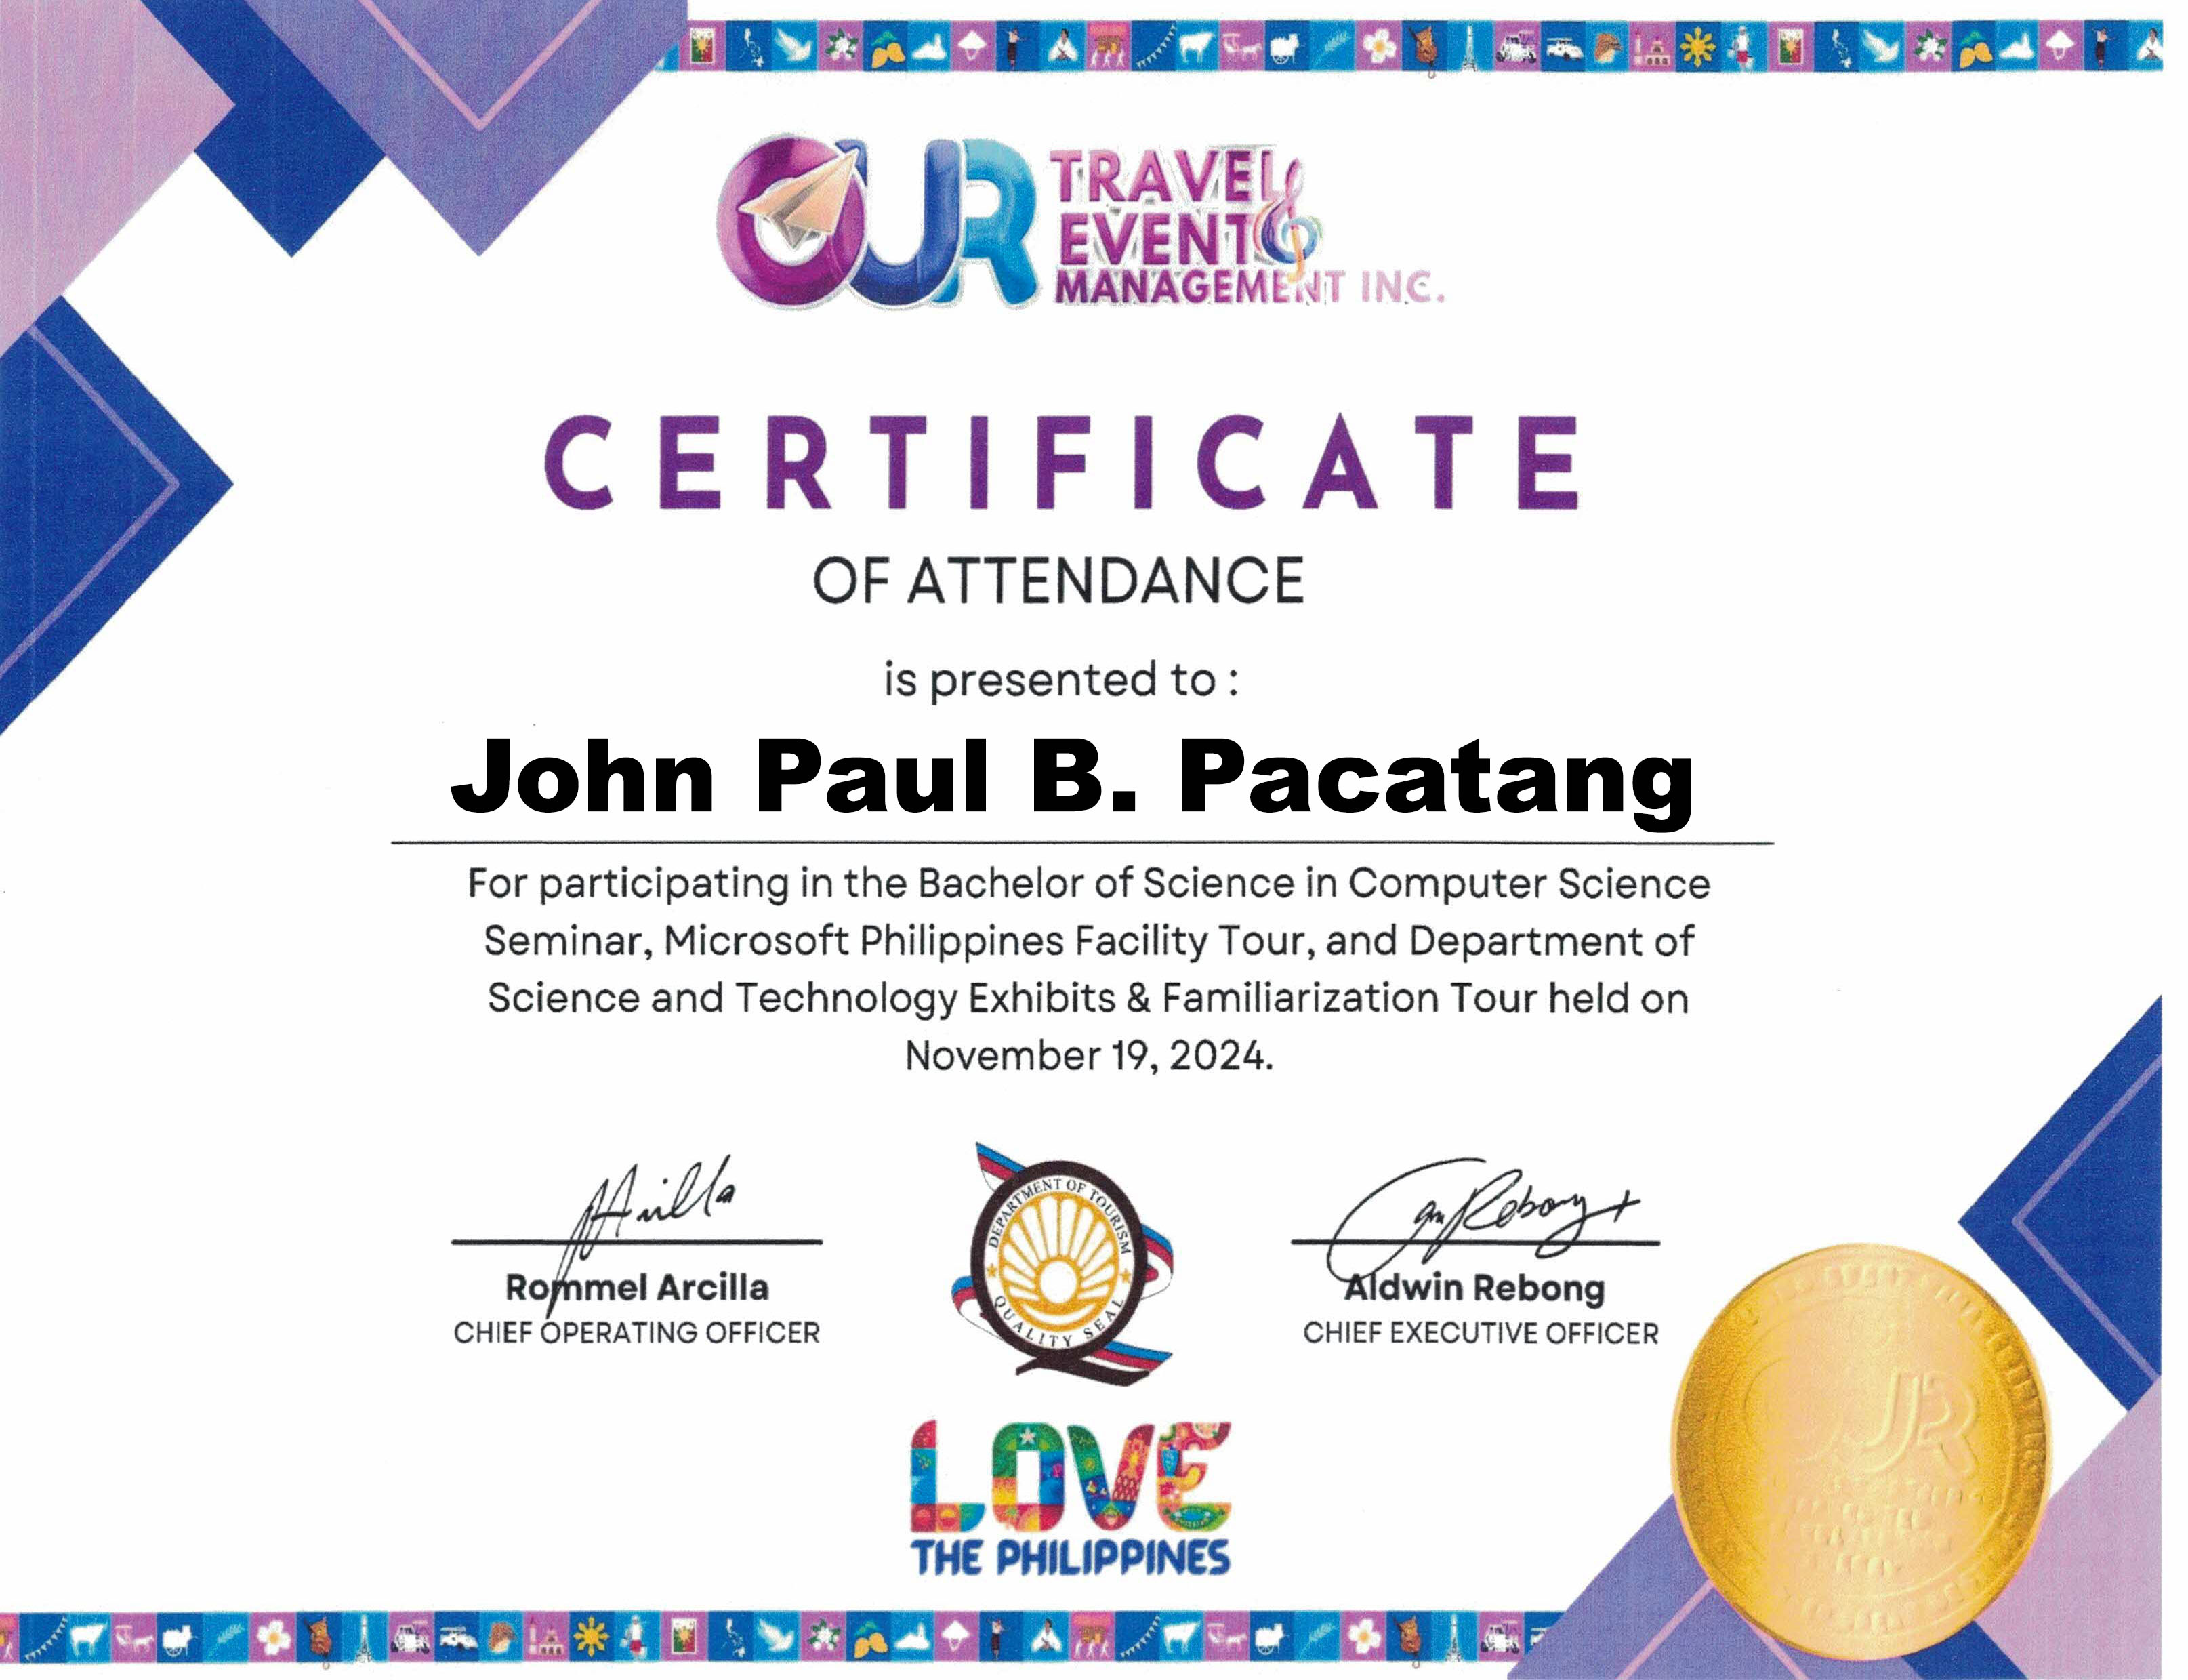 OUR TRAVEL & EVENT MANAGEMENT INC.
CERTIFICATE
OF ATTENDANCE
is presented to :
John Paul B. Pacatang
For participating in the Bachelor of Science in Computer Science
Seminar, Microsoft Philippines Facility Tour, and Department of
Science and Technology Exhibits & Familiarization Tour held on
November 19, 2024.
Rommel Arcilla
CHIEF OPERATING OFFICER
DEPARTMENT OF TOURISM
QUALITY SEAL
Aldwin Rebong
CHIEF EXECUTIVE OFFICER
OUR
LOVE
THE PHILIPPINES